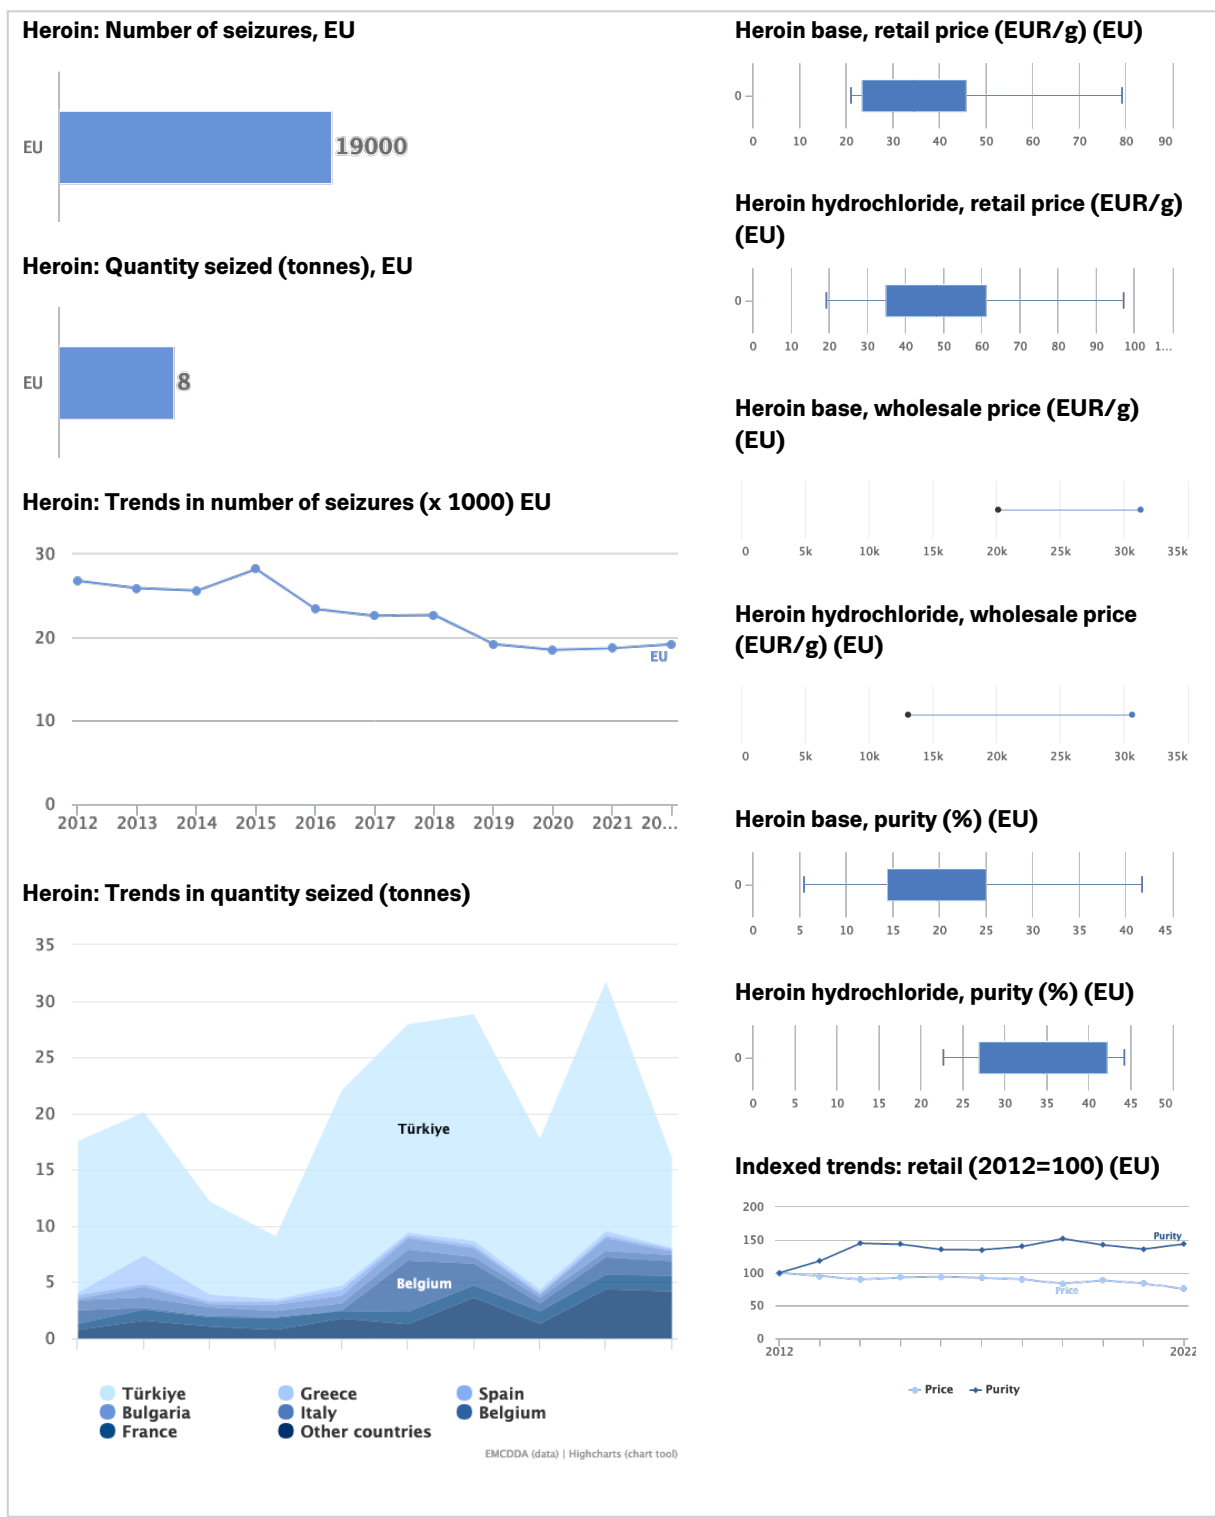 Heroin: Number of seizures, EU
EU
19000
Heroin: Quantity seized (tonnes), EU
EU
8
Heroin: Trends in number of seizures (x 1000) EU
30
20
10
0
EU
2012 2013 2014 2015 2016 2017 2018 2019 2020 2021 20...
Heroin: Trends in quantity seized (tonnes)
35
30
25
20
15
10
5
0
Türkiye
Belgium
Türkiye Greece Spain
Bulgaria Italy Belgium
France Other countries
EMCDDA (data) | Highcharts (chart tool)
Heroin base, retail price (EUR/g) (EU)
0
0 10 20 30 40 50 60 70 80 90
Heroin hydrochloride, retail price (EUR/g)
(EU)
0
0 10 20 30 40 50 60 70 80 90 100 1...
Heroin base, wholesale price (EUR/g)
(EU)
0 5k 10k 15k 20k 25k 30k 35k
Heroin hydrochloride, wholesale price
(EUR/g) (EU)
0 5k 10k 15k 20k 25k 30k 35k
Heroin base, purity (%) (EU)
0
0 5 10 15 20 25 30 35 40 45
Heroin hydrochloride, purity (%) (EU)
0
0 5 10 15 20 25 30 35 40 45 50
Indexed trends: retail (2012=100) (EU)
200
150
100
50
0
Purity
Price
2012 2022
Price Purity